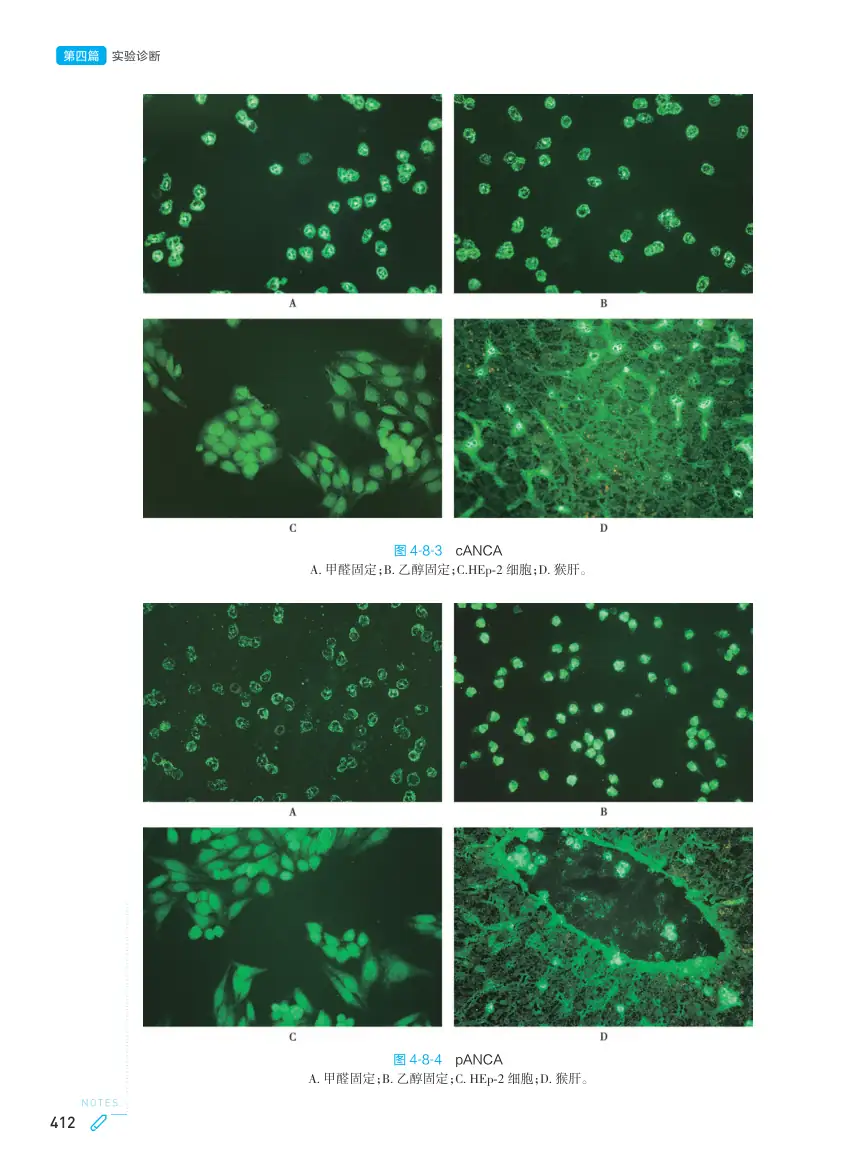 第四篇 实验诊断
A
B
C
D
图 4-8-3 cANCA
A. 甲醛固定;B. 乙醇固定;C.HEp-2 细胞;D. 猴肝。
A
B
C
D
图 4-8-4 pANCA
A. 甲醛固定;B. 乙醇固定;C. HEp-2 细胞;D. 猴肝。
NOTES
412